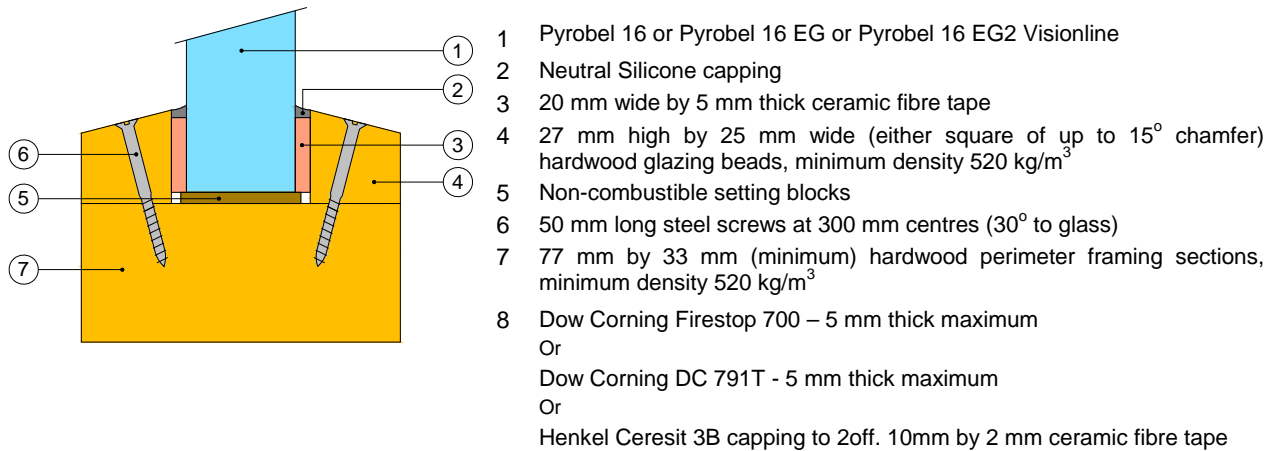 1
2
3
4
5
6
7
1 Pyrobel 16 or Pyrobel 16 EG or Pyrobel 16 EG2 Visionline
2 Neutral Silicone capping
3 20 mm wide by 5 mm thick ceramic fibre tape
4 27 mm high by 25 mm wide (either square of up to 15° chamfer)
hardwood glazing beads, minimum density 520 kg/m³
5 Non-combustible setting blocks
6 50 mm long steel screws at 300 mm centres (30° to glass)
7 77 mm by 33 mm (minimum) hardwood perimeter framing sections,
minimum density 520 kg/m³
8 Dow Corning Firestop 700 – 5 mm thick maximum
Or
Dow Corning DC 791T - 5 mm thick maximum
Or
Henkel Ceresit 3B capping to 2off. 10mm by 2 mm ceramic fibre tape